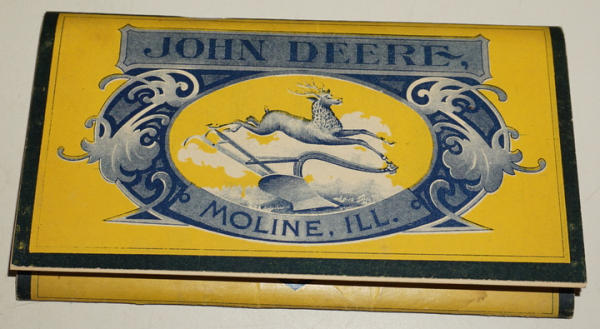 JOHN DEERE,
MOLINE, ILL.